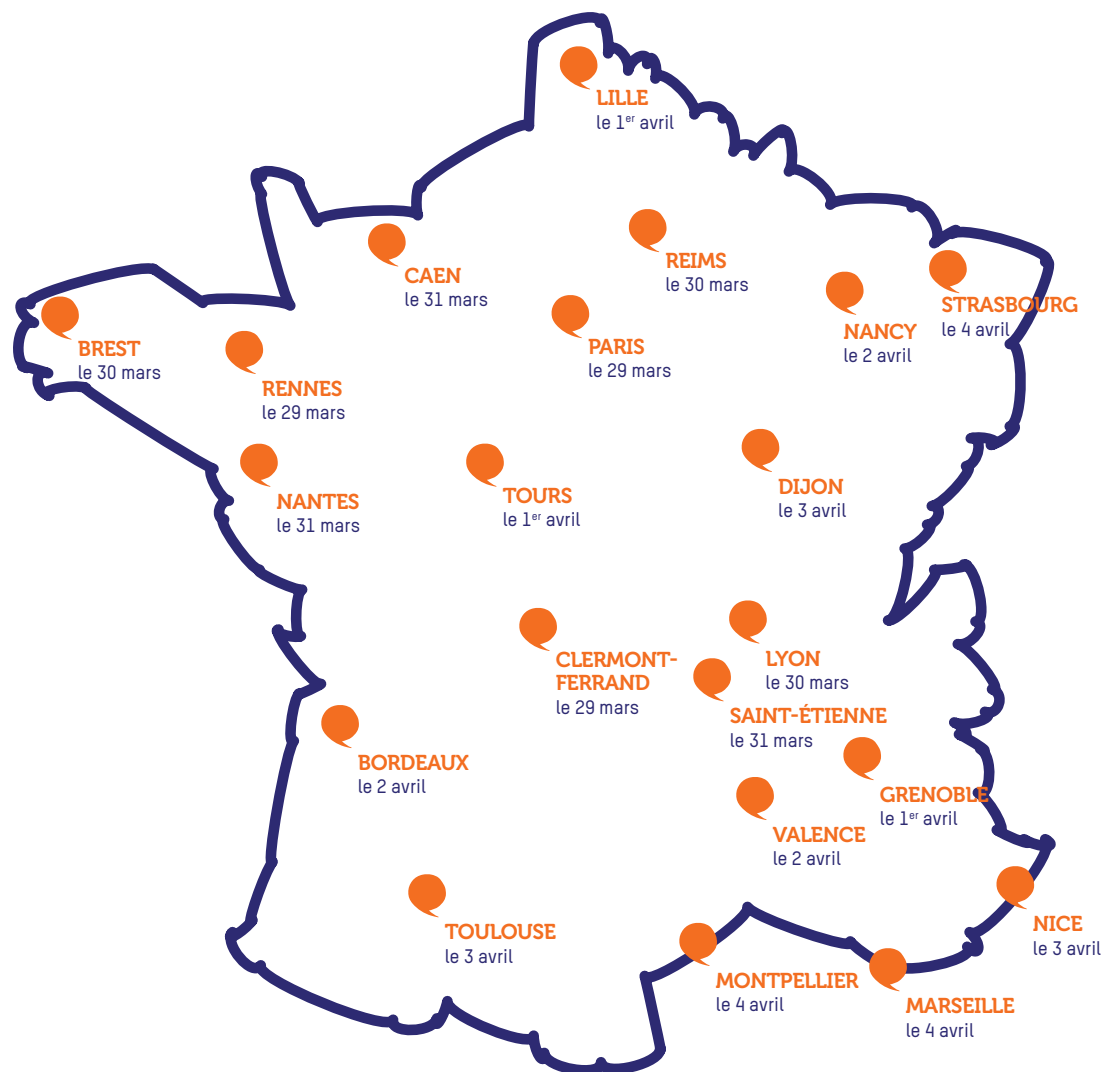 LILLE
le 1er avril
CAEN
le 31 mars
REIMS
le 30 mars
STRASBOURG
le 4 avril
NANCY
le 2 avril
PARIS
le 29 mars
BREST
le 30 mars
RENNES
le 29 mars
NANTES
le 31 mars
TOURS
le 1er avril
DIJON
le 3 avril
CLERMONT-
FERRAND
le 29 mars
LYON
le 30 mars
SAINT-ÉTIENNE
le 31 mars
BORDEAUX
le 2 avril
GRENOBLE
le 1er avril
VALENCE
le 2 avril
TOULOUSE
le 3 avril
NICE
le 3 avril
MONTPELLIER
le 4 avril
MARSEILLE
le 4 avril